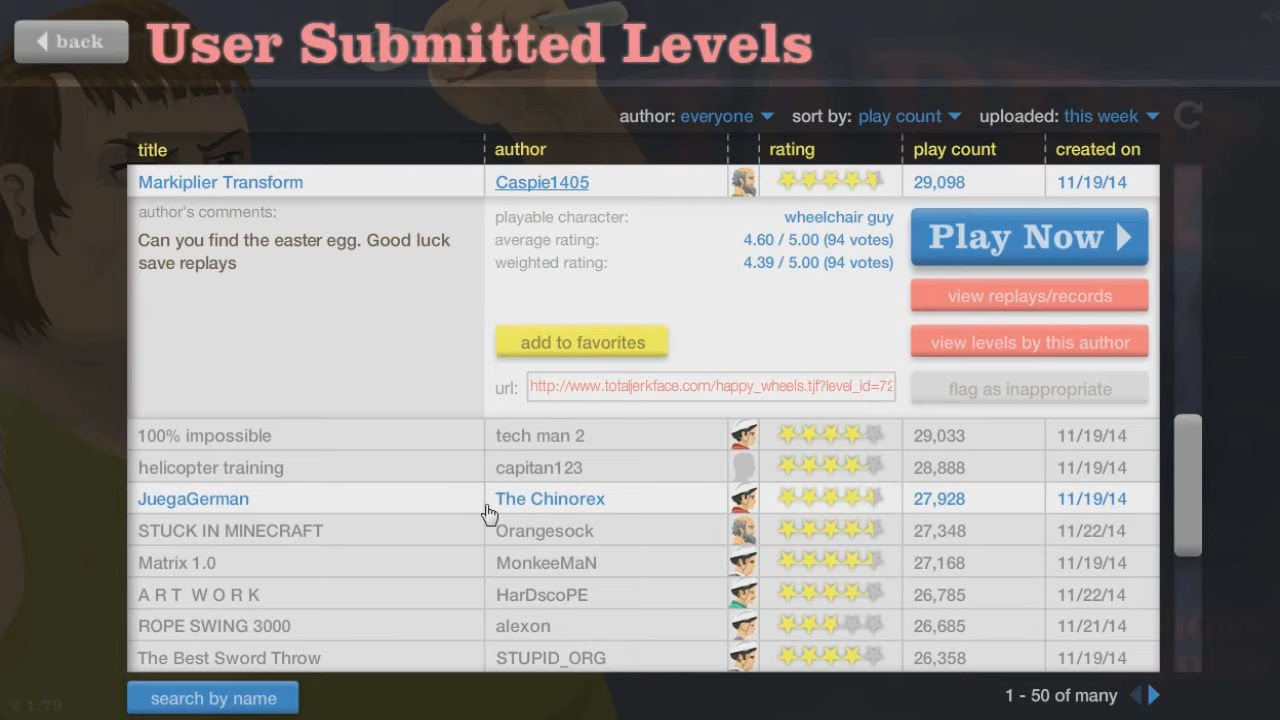 back
User Submitted Levels
author: everyone sort by: play count uploaded: this week
title author rating play count created on
Markiplier Transform Caspie1405 29,098 11/19/14
author's comments:
Can you find the easter egg. Good luck
save replays
playable character: wheelchair guy
average rating: 4.60 / 5.00 (94 votes)
weighted rating: 4.39 / 5.00 (94 votes)
Play Now
view replays/records
add to favorites
view levels by this author
url: http://www.totaljerkface.com/happy_wheels.tjf?level_id=72
flag as inappropriate
100% impossible tech man 2 29,033 11/19/14
helicopter training capitan123 28,888 11/19/14
JuegaGerman The Chinorex 27,928 11/19/14
STUCK IN MINECRAFT Orangesock 27,348 11/22/14
Matrix 1.0 MonkeeMaN 27,168 11/19/14
A R T W O R K HarDscoPE 26,785 11/22/14
ROPE SWING 3000 alexon 26,685 11/21/14
The Best Sword Throw STUPID_ORG 26,358 11/19/14
search by name
1 - 50 of many
v 1.79